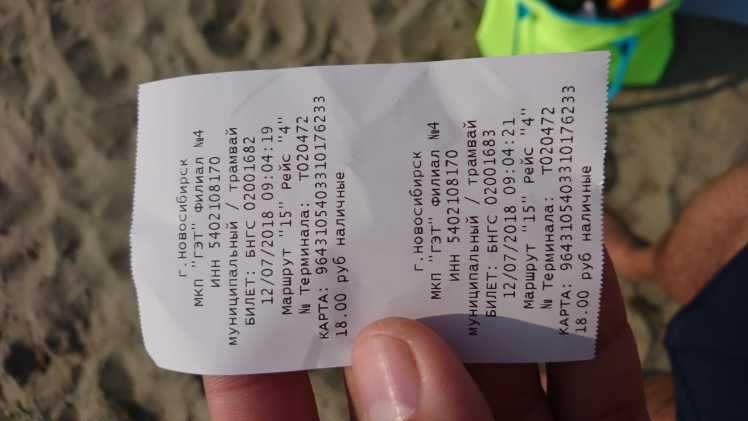 г.Новосибирск
МКП "ГЭТ" Филиал №4
ИНН 5402108170
муниципальный / трамвай
БИЛЕТ: БНГС 02001682
12/07/2018 09:04:19
Маршрут "15" Рейс "4"
№ Терминала: T020472
КАРТА: 9643105403310176233
18.00 руб наличные
г.Новосибирск
МКП "ГЭТ" Филиал №4
ИНН 5402108170
муниципальный / трамвай
БИЛЕТ: БНГС 02001683
12/07/2018 09:04:21
Маршрут "15" Рейс "4"
№ Терминала: T020472
КАРТА: 9643105403310176233
18.00 руб наличные